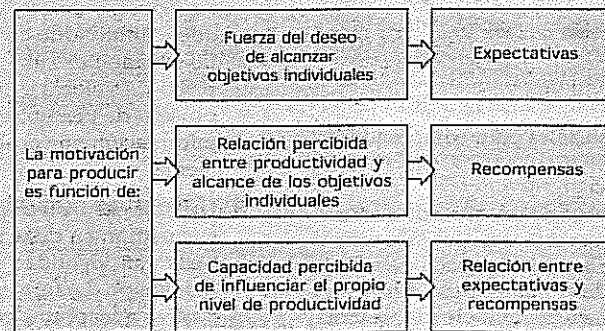 La motivación
para producir
es función de:
Fuerza del deseo
de alcanzar
objetivos individuales
Expectativas
Relación percibida
entre productividad y
alcance de los objetivos
individuales
Recompensas
Capacidad percibida
de influenciar el propio
nivel de productividad
Relación entre
expectativas y
recompensas